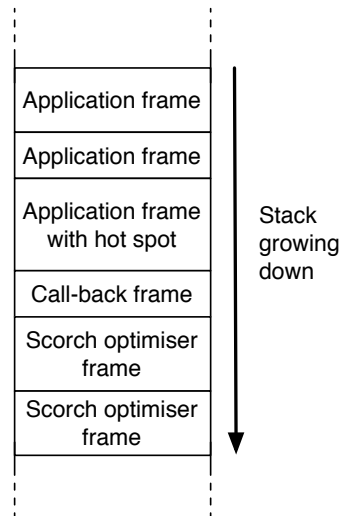 Application frame
Application frame
Application frame
with hot spot
Stack
growing
down
Call-back frame
Scorch optimiser
frame
Scorch optimiser
frame